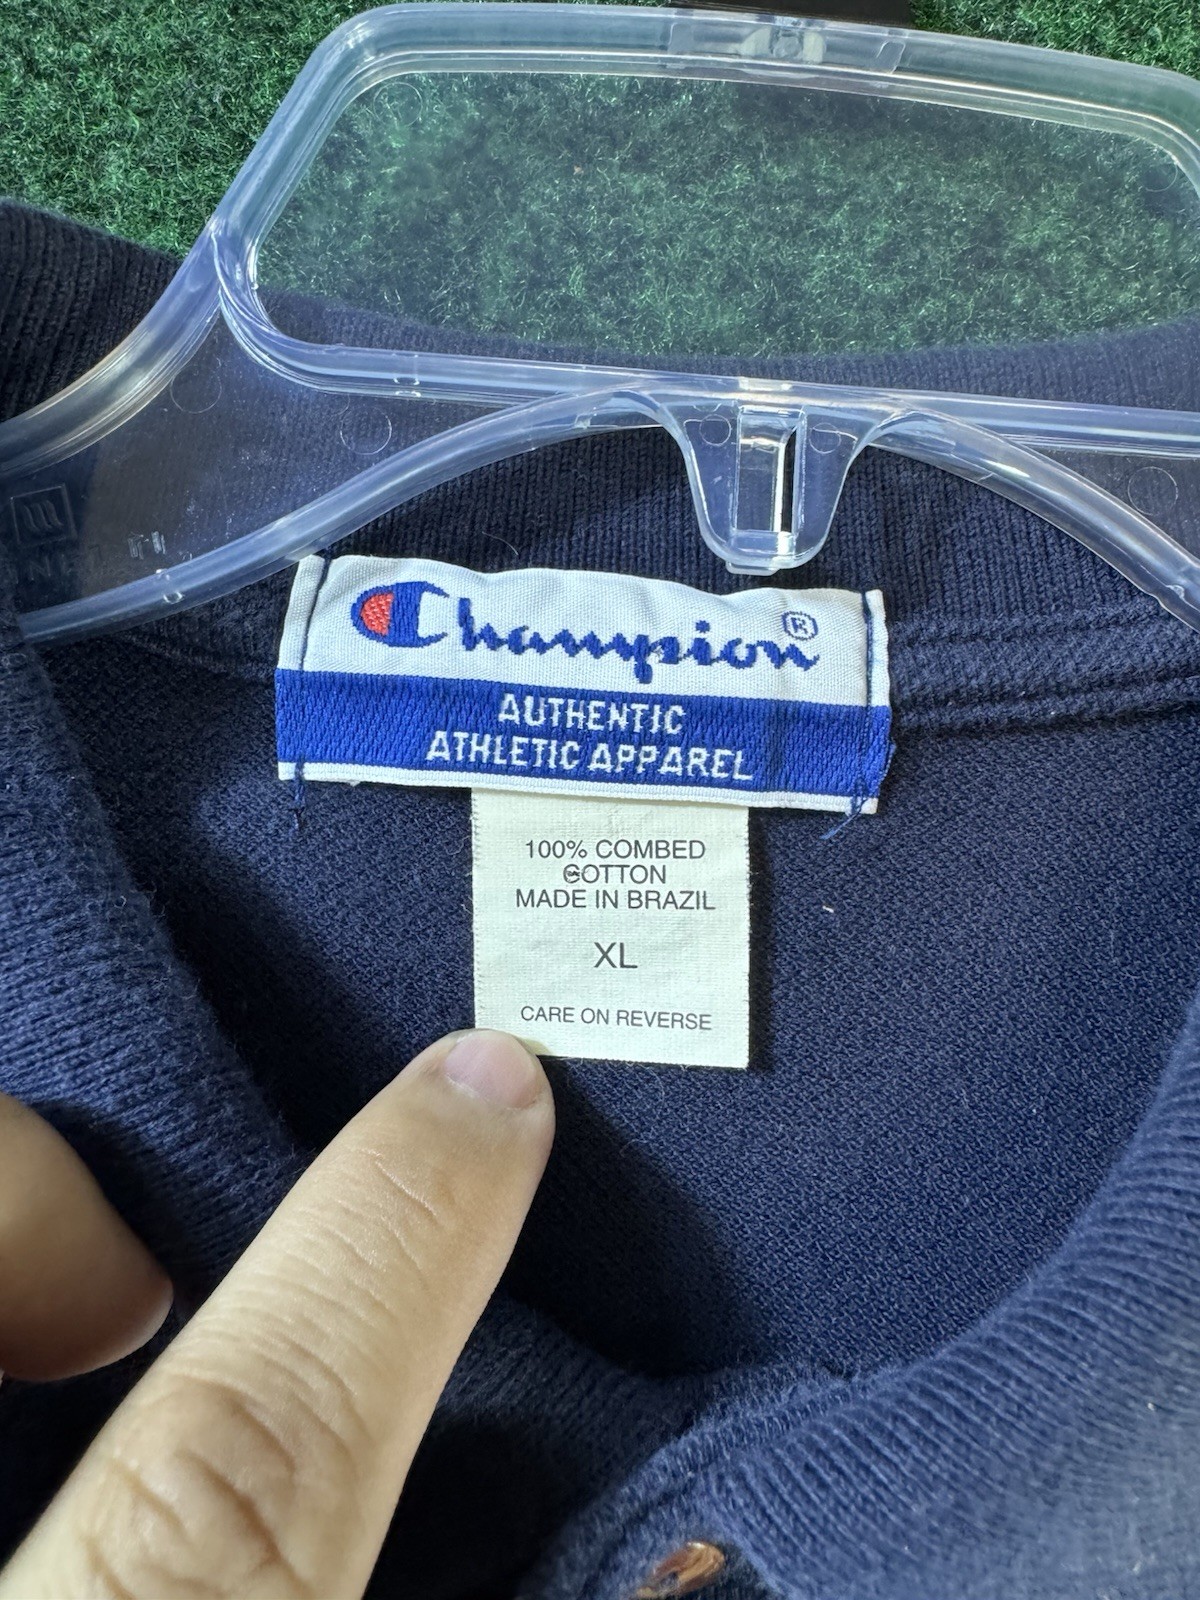 Champion®
AUTHENTIC
ATHLETIC APPAREL
100% COMBED
COTTON
MADE IN BRAZIL
XL
CARE ON REVERSE